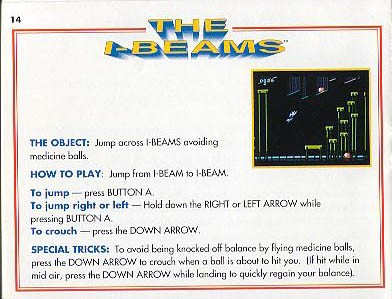 14
THE
I-BEAMS™
THE OBJECT: Jump across I-BEAMS avoiding
medicine balls.
HOW TO PLAY: Jump from I-BEAM to I-BEAM.
To jump — press BUTTON A.
To jump right or left — Hold down the RIGHT or LEFT ARROW while
pressing BUTTON A.
To crouch — press the DOWN ARROW.
SPECIAL TRICKS: To avoid being knocked off balance by flying medicine balls,
press the DOWN ARROW to crouch when a ball is about to hit you. (If hit while in
mid air, press the DOWN ARROW while landing to quickly regain your balance).